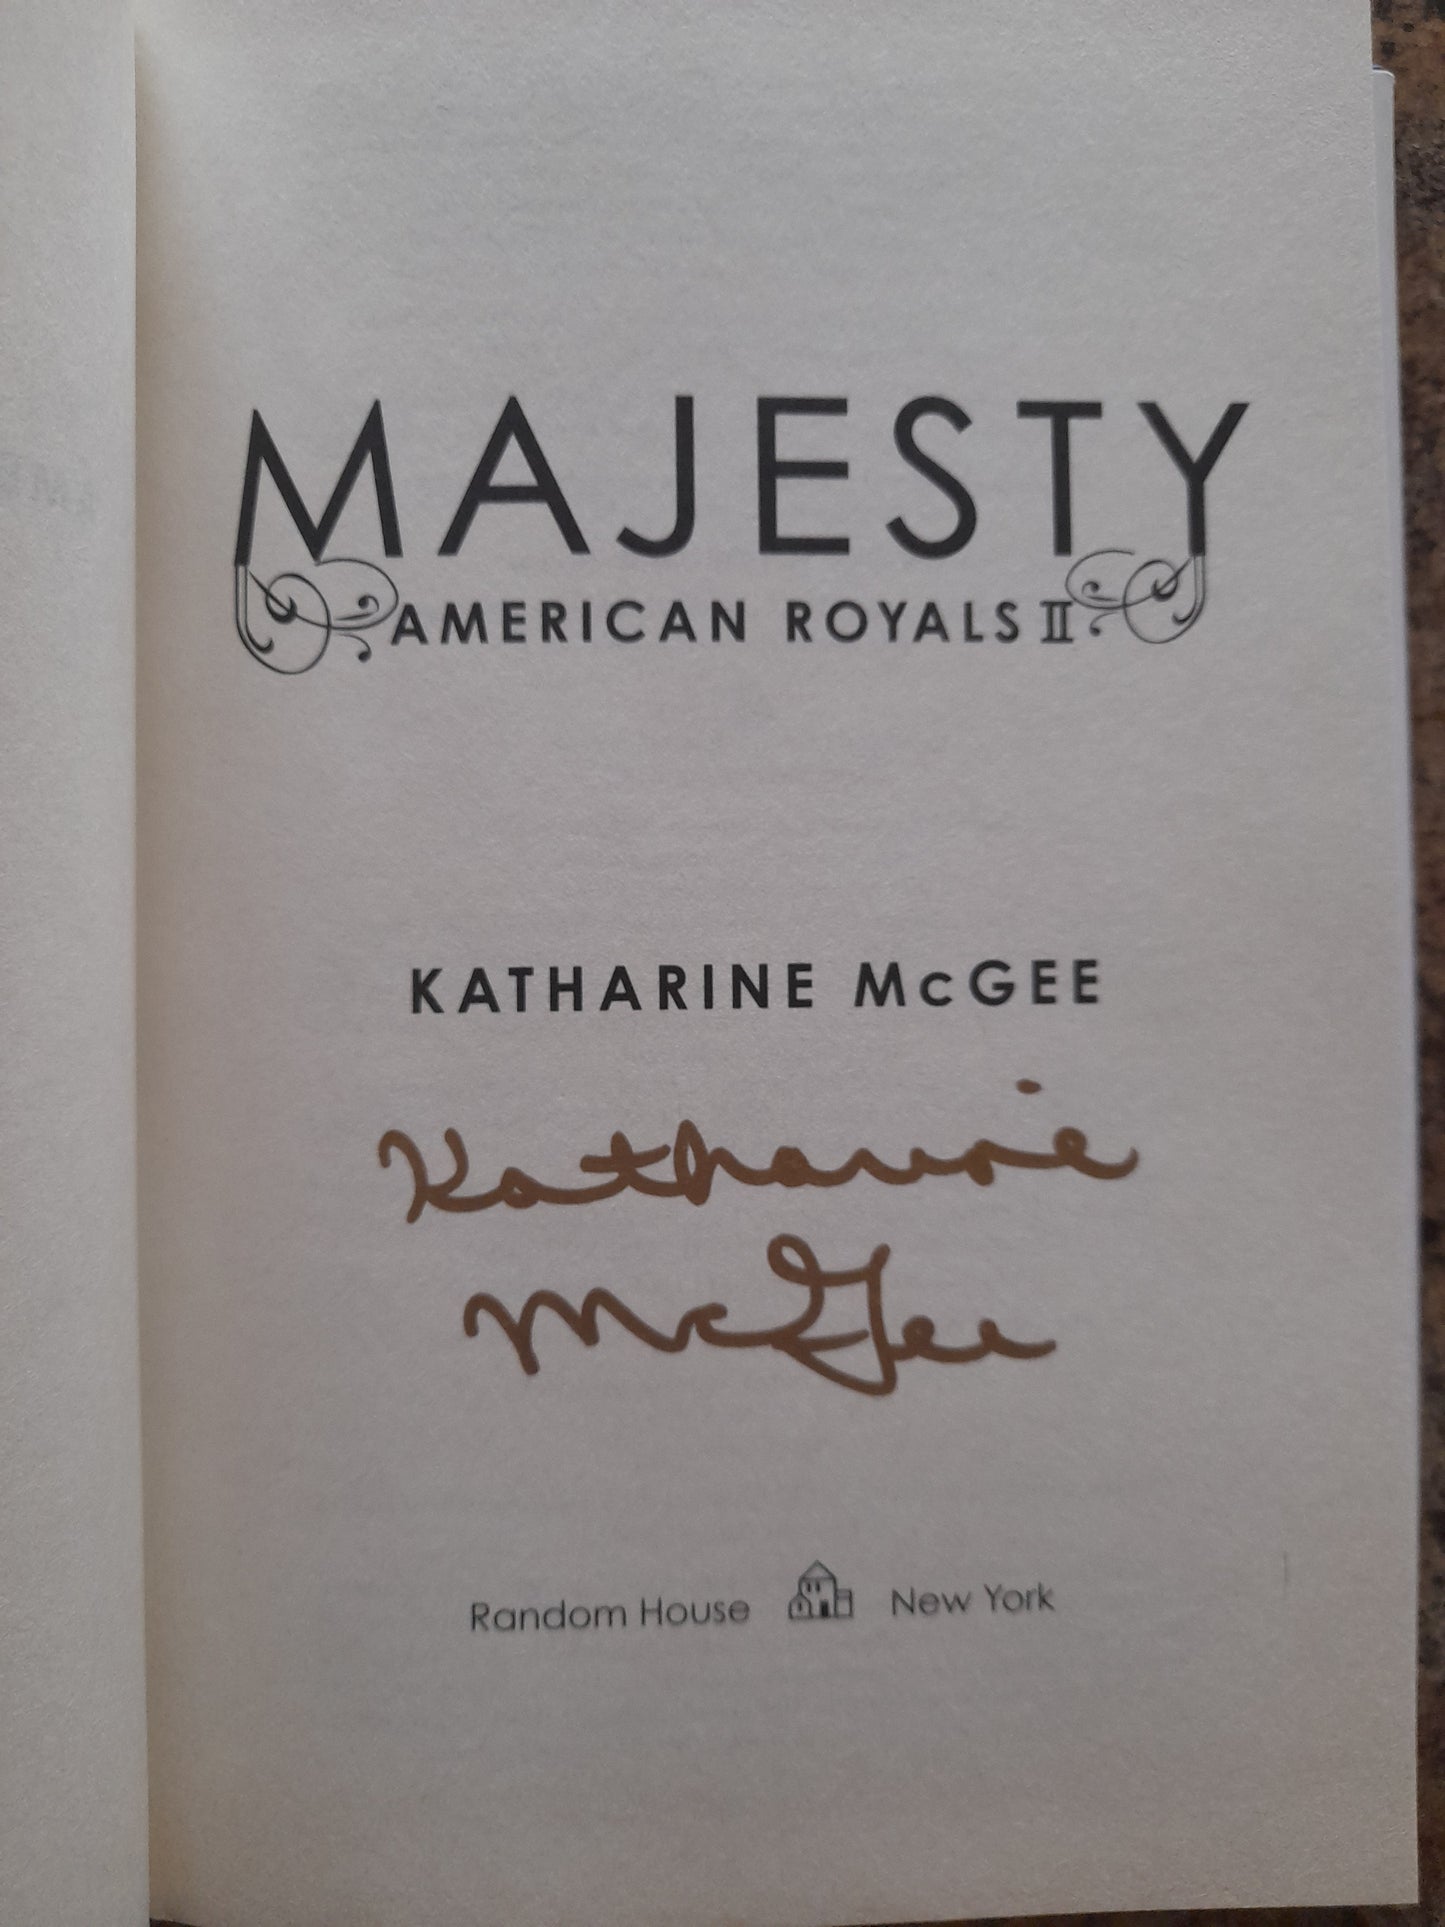 MAJESTY
AMERICAN ROYALS II
KATHARINE McGEE
Katharine
McGee
Random House New York